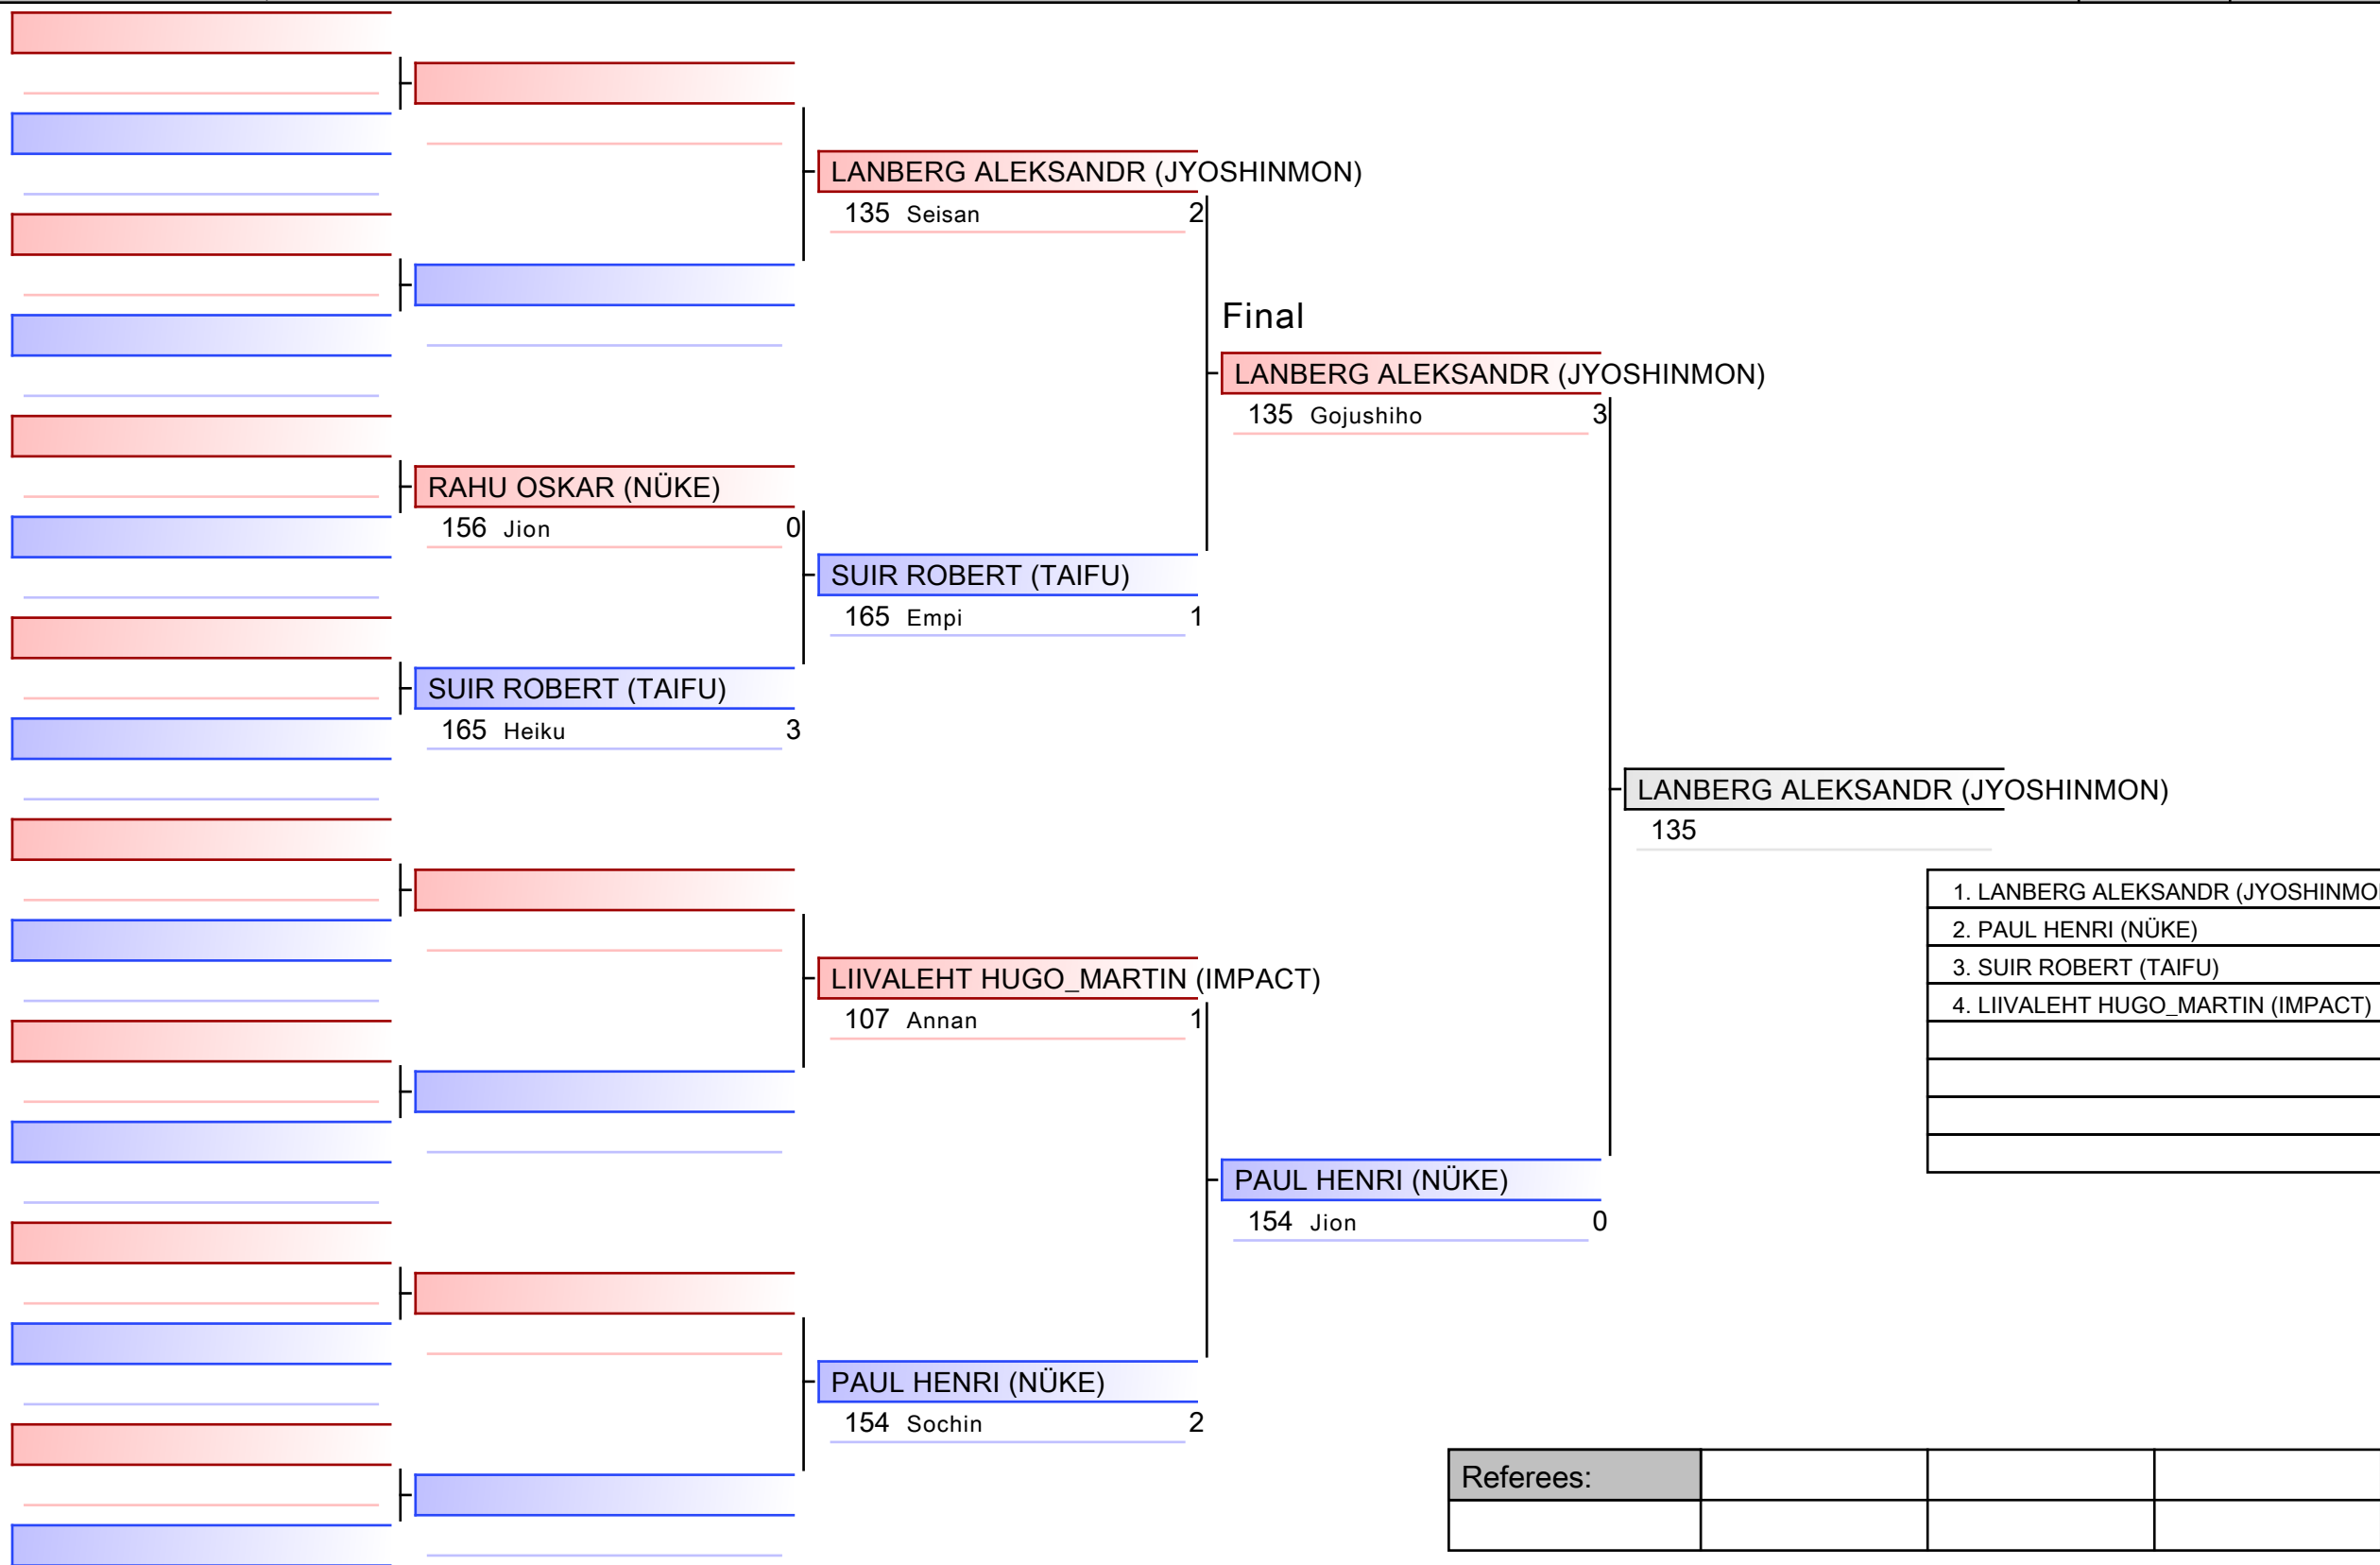 LANBERG ALEKSANDR (JYOSHINMON)
135 Seisan 2
Final
LANBERG ALEKSANDR (JYOSHINMON)
135 Gojushiho 3
RAHU OSKAR (NÜKE)
156 Jion 0
SUIR ROBERT (TAIFU)
165 Empi 1
SUIR ROBERT (TAIFU)
165 Heiku 3
LANBERG ALEKSANDR (JYOSHINMON)
135
1. LANBERG ALEKSANDR (JYOSHINMO
2. PAUL HENRI (NÜKE)
3. SUIR ROBERT (TAIFU)
4. LIIVALEHT HUGO_MARTIN (IMPACT)
LIIVALEHT HUGO_MARTIN (IMPACT)
107 Annan 1
PAUL HENRI (NÜKE)
154 Jion 0
PAUL HENRI (NÜKE)
154 Sochin 2
Referees: